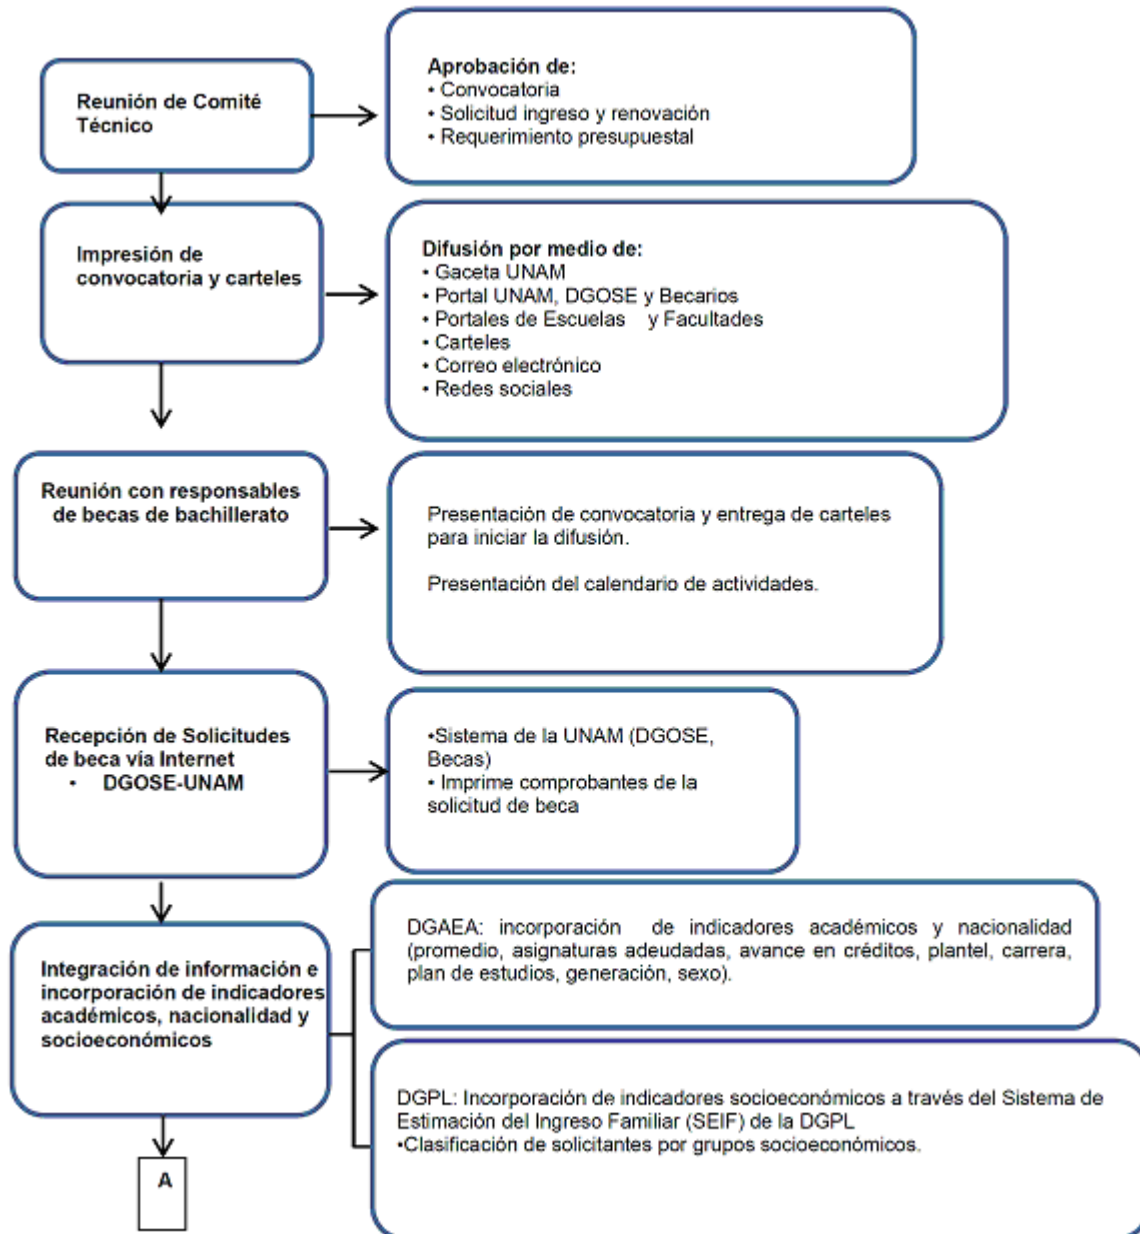 Reunión de Comité
Técnico
Aprobación de:
• Convocatoria
• Solicitud ingreso y renovación
• Requerimiento presupuestal
Impresión de
convocatoria y carteles
Difusión por medio de:
• Gaceta UNAM
• Portal UNAM, DGOSE y Becarios
• Portales de Escuelas y Facultades
• Carteles
• Correo electrónico
• Redes sociales
Reunión con responsables
de becas de bachillerato
Presentación de convocatoria y entrega de carteles
para iniciar la difusión.
Presentación del calendario de actividades.
Recepción de Solicitudes
de beca vía Internet
• DGOSE-UNAM
•Sistema de la UNAM (DGOSE,
Becas)
• Imprime comprobantes de la
solicitud de beca
Integración de información e
incorporación de indicadores
académicos, nacionalidad y
socioeconómicos
DGAEA: incorporación de indicadores académicos y nacionalidad
(promedio, asignaturas adeudadas, avance en créditos, plantel, carrera,
plan de estudios, generación, sexo).
DGPL: Incorporación de indicadores socioeconómicos a través del Sistema de
Estimación del Ingreso Familiar (SEIF) de la DGPL
•Clasificación de solicitantes por grupos socioeconómicos.
A